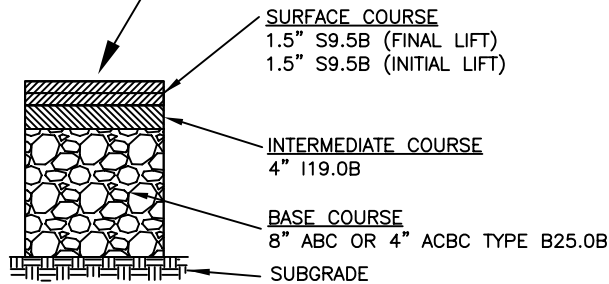 SURFACE COURSE
1.5" S9.5B (FINAL LIFT)
1.5" S9.5B (INITIAL LIFT)
INTERMEDIATE COURSE
4" I19.0B
BASE COURSE
8" ABC OR 4" ACBC TYPE B25.0B
SUBGRADE